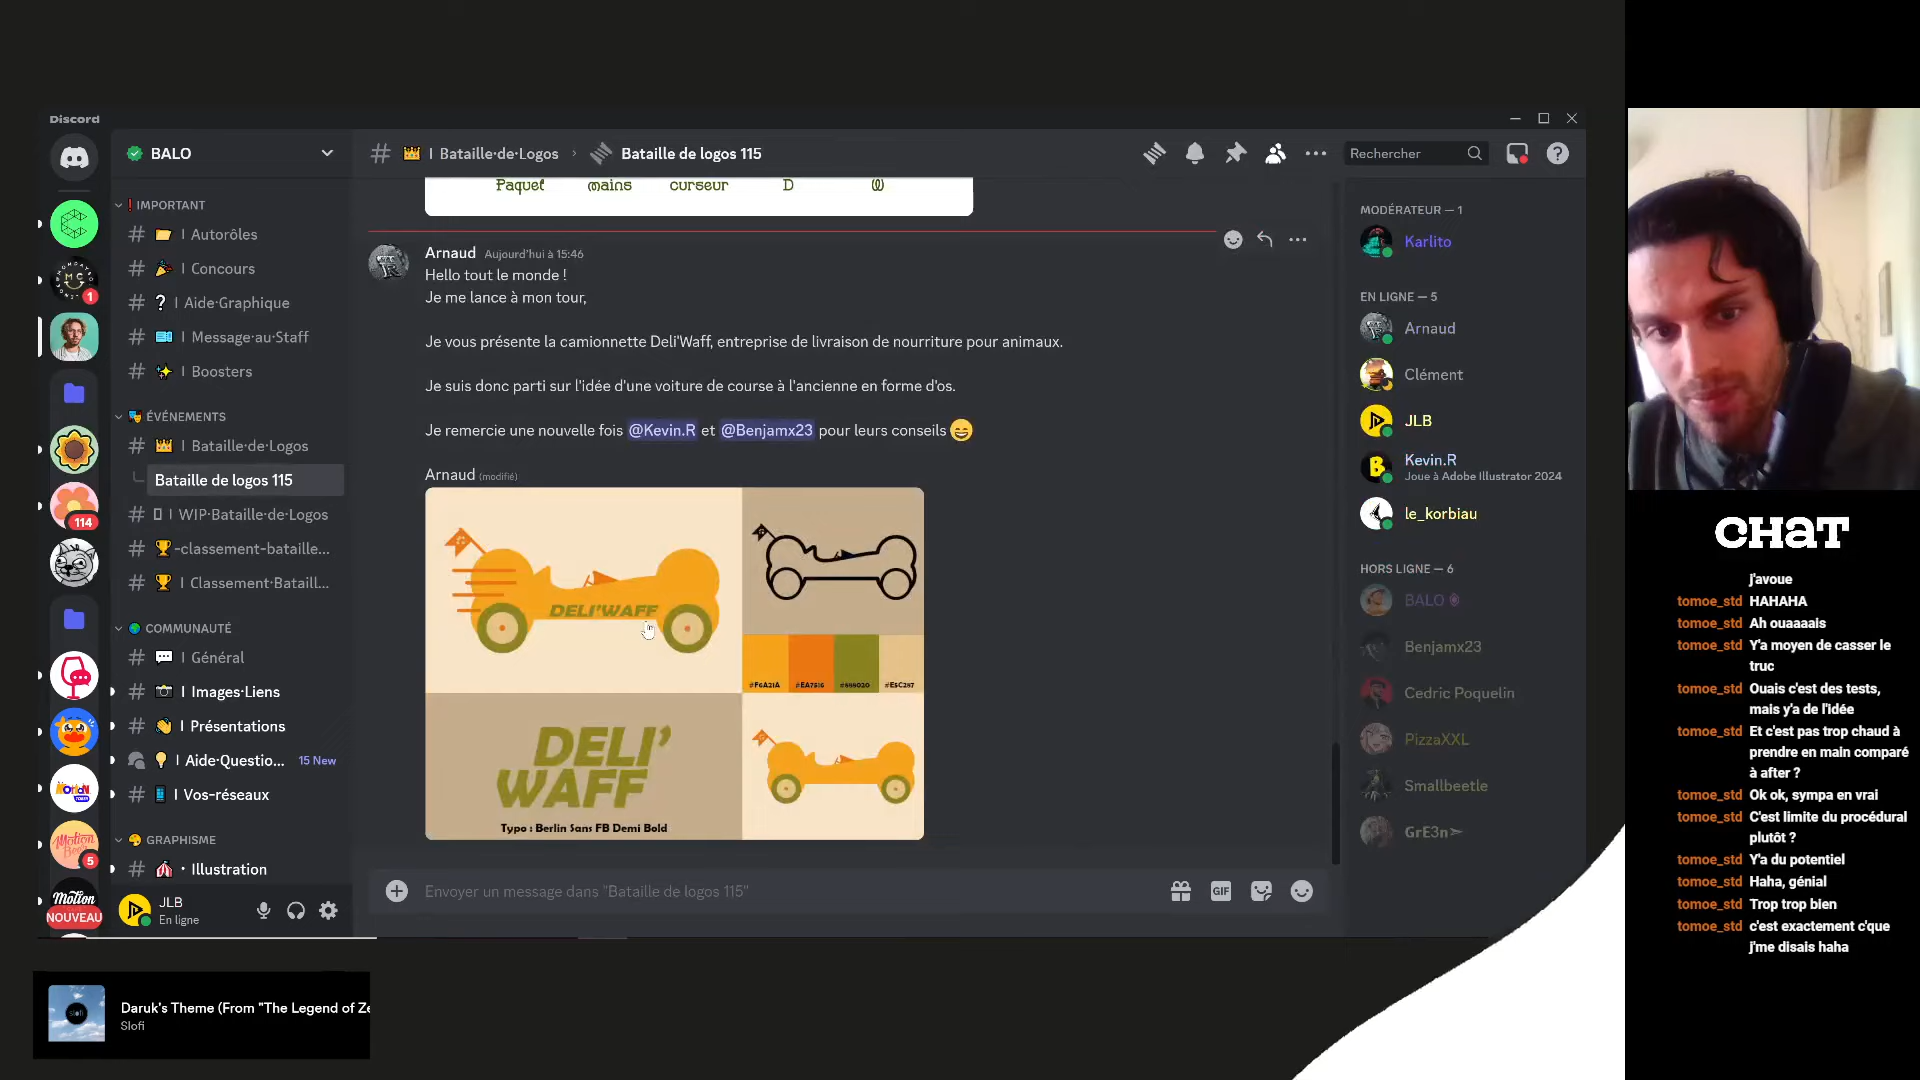 Discord
BALO
IMPORTANT
Autorôles
Concours
Aide·Graphique
Message·au·Staff
Boosters
ÉVÉNEMENTS
Bataille·de·Logos
Bataille de logos 115
WIP·Bataille·de·Logos
-classement-bataille...
Classement·Bataill...
COMMUNAUTÉ
Général
Images·Liens
Présentations
Aide·Questio... 15 New
Vos-réseaux
GRAPHISME
• Illustration
1
114
5
Motion
NOUVEAU
JLB
En ligne
Bataille·de·Logos › Bataille de logos 115
Rechercher
Paquet mains curseur D W
Arnaud Aujourd'hui à 15:46
Hello tout le monde !
Je me lance à mon tour,
Je vous présente la camionnette Deli'Waff, entreprise de livraison de nourriture pour animaux.
Je suis donc parti sur l'idée d'une voiture de course à l'ancienne en forme d'os.
Je remercie une nouvelle fois @Kevin.R et @Benjamx23 pour leurs conseils
Arnaud (modifié)
DELI'WAFF
DELI'
WAFF
Typo : Berlin Sans FB Demi Bold
Envoyer un message dans "Bataille de logos 115"
GIF
MODÉRATEUR — 1
Karlito
EN LIGNE — 5
Arnaud
Clément
JLB
Kevin.R
Joue à Adobe Illustrator 2024
le_korbiau
HORS LIGNE — 6
BALO
Benjamx23
Cedric Poquelin
PizzaXXL
Smallbeetle
GrE3n➣
CHAT
j'avoue
tomoe_std HAHAHA
tomoe_std Ah ouaaaais
tomoe_std Y'a moyen de casser le
truc
tomoe_std Ouais c'est des tests,
mais y'a de l'idée
tomoe_std Et c'est pas trop chaud à
prendre en main comparé
à after ?
tomoe_std Ok ok, sympa en vrai
tomoe_std C'est limite du procédural
plutôt ?
tomoe_std Y'a du potentiel
tomoe_std Haha, génial
tomoe_std Trop trop bien
tomoe_std c'est exactement c'que
j'me disais haha
Daruk's Theme (From "The Legend of Ze
Slofi